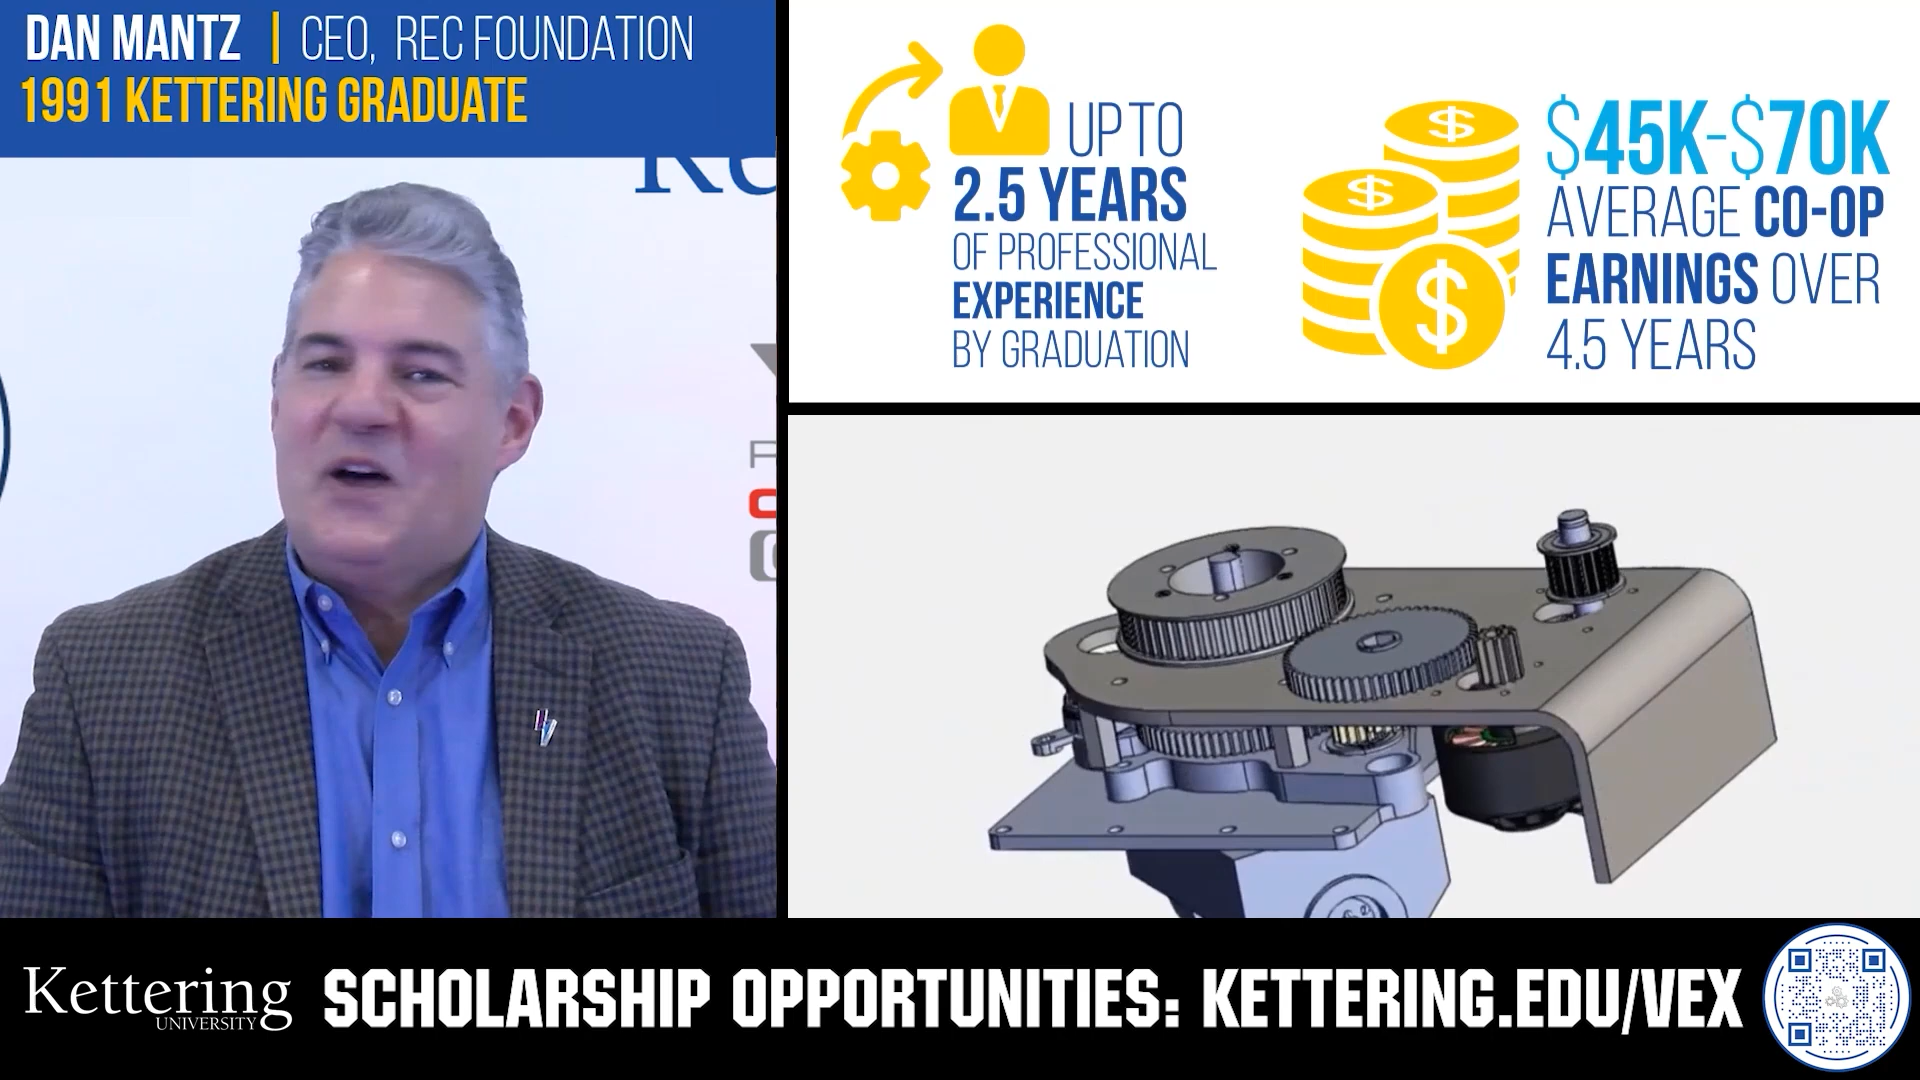 DAN MANTZ | CEO, REC FOUNDATION
1991 KETTERING GRADUATE
Ke
UP TO
2.5 YEARS
OF PROFESSIONAL
EXPERIENCE
BY GRADUATION
$45K-$70K
AVERAGE CO-OP
EARNINGS OVER
4.5 YEARS
Kettering
UNIVERSITY
SCHOLARSHIP OPPORTUNITIES: KETTERING.EDU/VEX